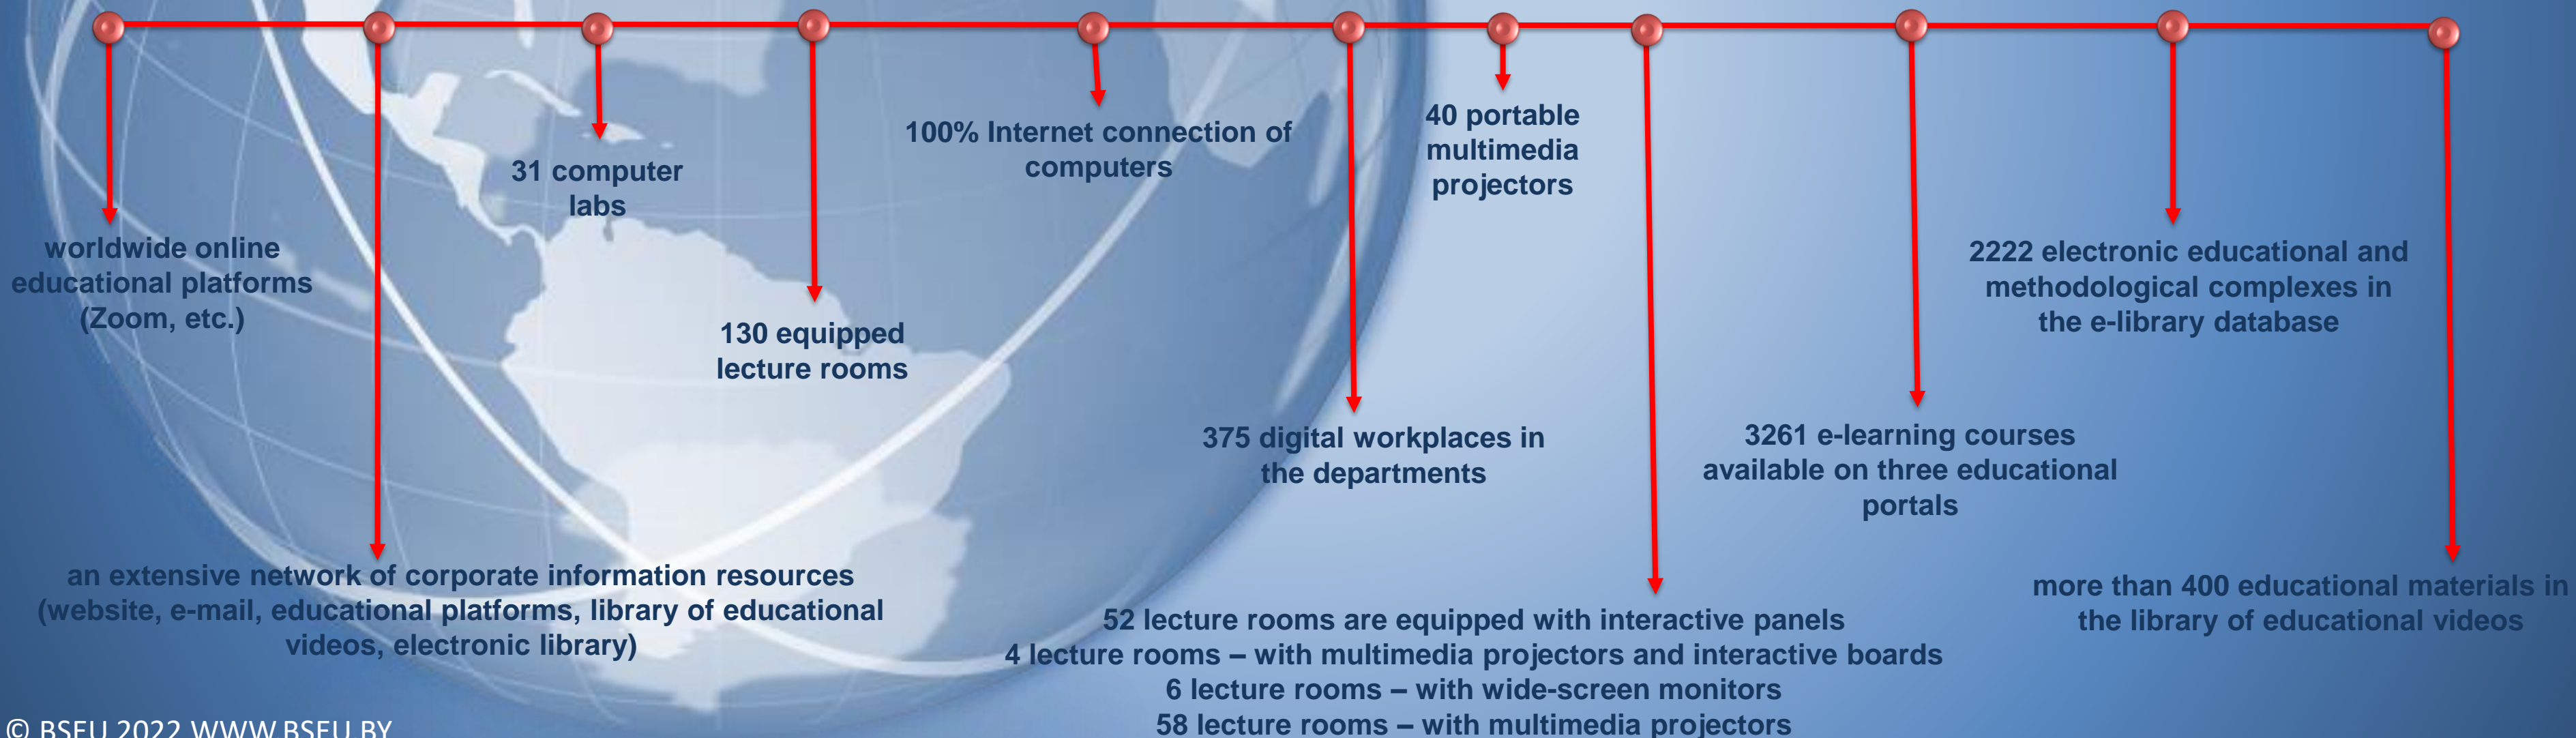 worldwide online
educational platforms
(Zoom, etc.)
an extensive network of corporate information resources
(website, e-mail, educational platforms, library of educational
videos, electronic library)
31 computer
labs
130 equipped
lecture rooms
100% Internet connection of
computers
375 digital workplaces in
the departments
40 portable
multimedia
projectors
52 lecture rooms are equipped with interactive panels
4 lecture rooms – with multimedia projectors and interactive boards
6 lecture rooms – with wide-screen monitors
58 lecture rooms – with multimedia projectors
3261 e-learning courses
available on three educational
portals
2222 electronic educational and
methodological complexes in
the e-library database
more than 400 educational materials in
the library of educational videos
© BSEU 2022 WWW.BSEU.BY